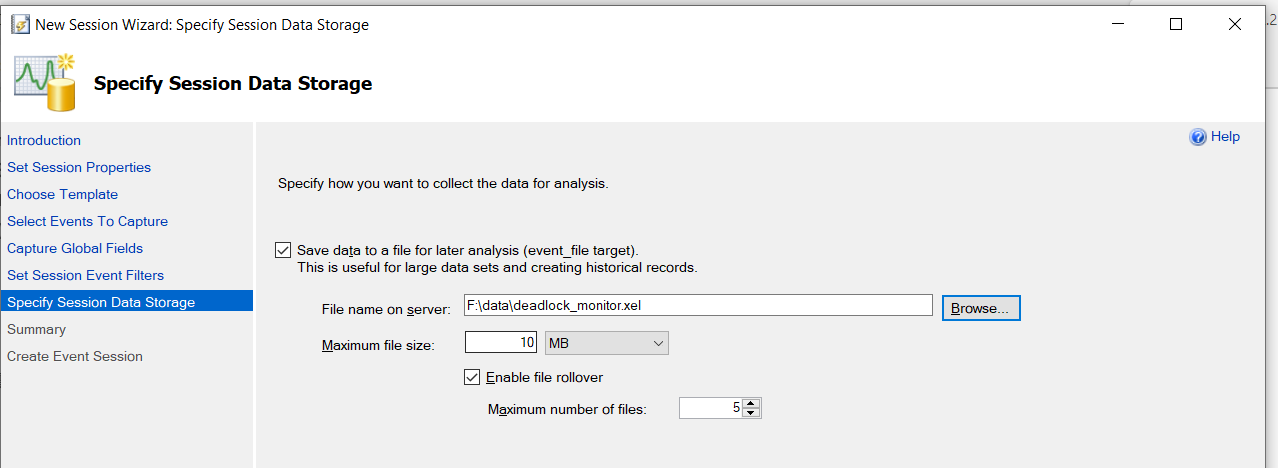 New Session Wizard: Specify Session Data Storage
Specify Session Data Storage
Help
Introduction
Set Session Properties
Choose Template
Select Events To Capture
Capture Global Fields
Set Session Event Filters
Specify Session Data Storage
Summary
Create Event Session
Specify how you want to collect the data for analysis.
Save data to a file for later analysis (event_file target).
This is useful for large data sets and creating historical records.
File name on server: F:\data\deadlock_monitor.xel Browse...
Maximum file size: 10 MB
Enable file rollover
Maximum number of files: 5